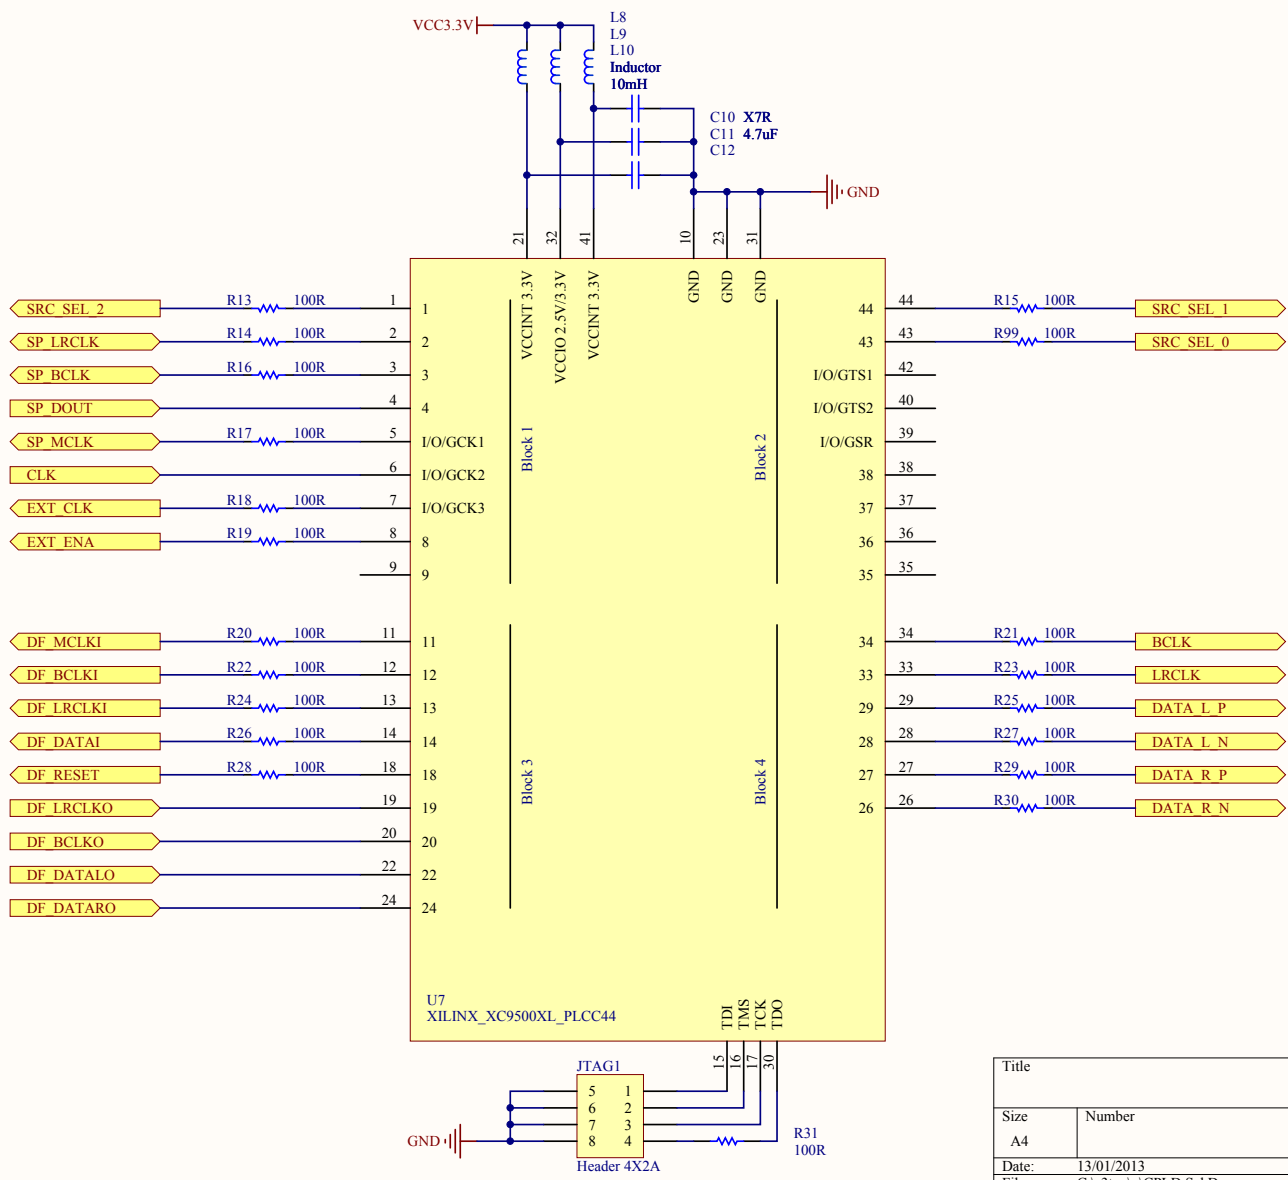 VCC3.3V
L8
L9
L10
Inductor
10mH
C10 X7R
C11 4.7uF
C12
GND
21
32
41
10
23
31
VCCINT 3.3V
VCCIO 2.5V/3.3V
VCCINT 3.3V
GND
GND
GND
SRC_SEL_2 R13 100R 1 1
SP_LRCLK R14 100R 2 2
SP_BCLK R16 100R 3 3
SP_DOUT 4 4
SP_MCLK R17 100R 5 I/O/GCK1
CLK 6 I/O/GCK2
EXT_CLK R18 100R 7 I/O/GCK3
EXT_ENA R19 100R 8 8
9 9
Block 1
Block 2
44 44 R15 100R SRC_SEL_1
43 43 R99 100R SRC_SEL_0
I/O/GTS1 42
I/O/GTS2 40
I/O/GSR 39
38 38
37 37
36 36
35 35
DF_MCLKI R20 100R 11 11
DF_BCLKI R22 100R 12 12
DF_LRCLKI R24 100R 13 13
DF_DATAI R26 100R 14 14
DF_RESET R28 100R 18 18
DF_LRCLKO 19 19
DF_BCLKO 20 20
DF_DATALO 22 22
DF_DATARO 24 24
Block 3
Block 4
34 34 R21 100R BCLK
33 33 R23 100R LRCLK
29 29 R25 100R DATA_L_P
28 28 R27 100R DATA_L_N
27 27 R29 100R DATA_R_P
26 26 R30 100R DATA_R_N
U7
XILINX_XC9500XL_PLCC44
TDI
TMS
TCK
TDO
15
16
17
30
JTAG1
5 1
6 2
7 3
8 4
GND
Header 4X2A
R31
100R
Title
Size Number
A4
Date: 13/01/2013